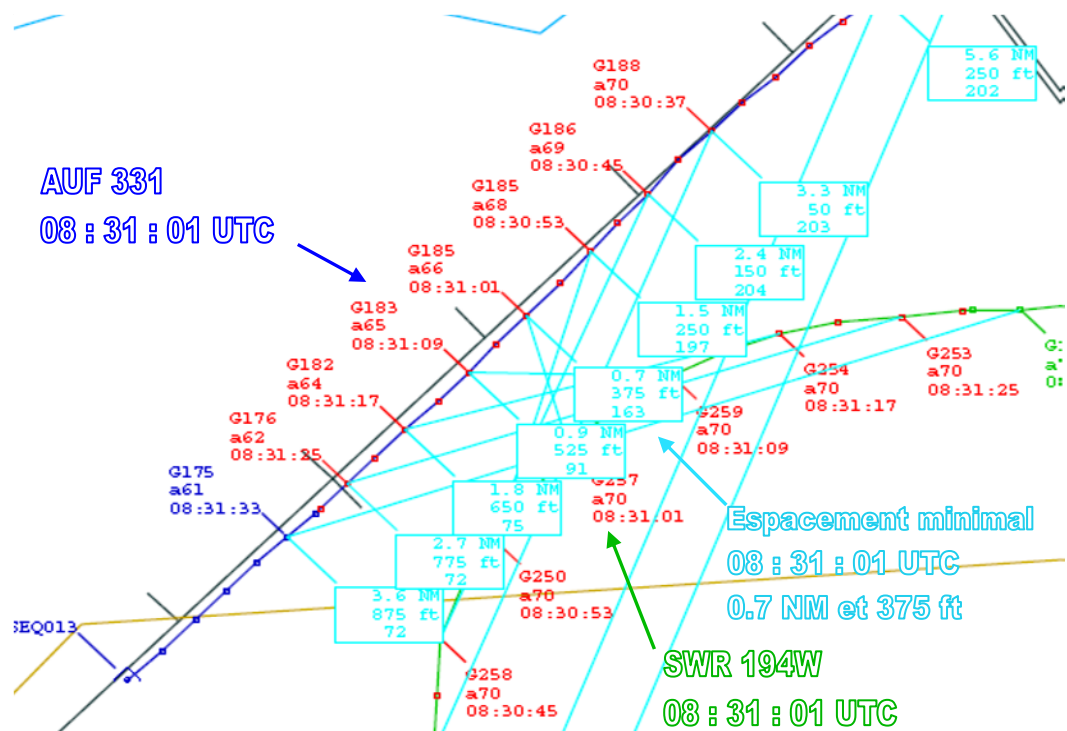 5.6 NM
250 ft
202
G188
a70
08:30:37
G186
a69
08:30:45
3.3 NM
50 ft
203
G185
a68
08:30:53
2.4 NM
150 ft
204
AUF 331
08 : 31 : 01 UTC
G185
a66
08:31:01
1.5 NM
250 ft
197
G183
a65
08:31:09
G253
a70
08:31:25
G254
a70
08:31:17
G182
a64
08:31:17
0.7 NM
375 ft
163
G259
a70
08:31:09
G176
a62
08:31:25
0.9 NM
525 ft
91
G175
a61
08:31:33
a70
08:31:01
1.8 NM
650 ft
75
Espacement minimal
08 : 31 : 01 UTC
0.7 NM et 375 ft
2.7 NM
775 ft
72
G250
a70
08:30:53
3.6 NM
875 ft
72
SEQ013
G258
a70
08:30:45
SWR 194W
08 : 31 : 01 UTC